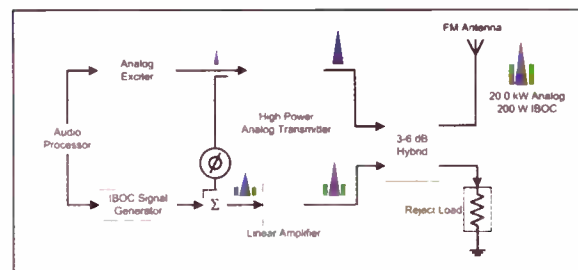 FM Antenna
Analog
Exciter
20.0 kW Analog
200 W IBOC
High Power
Analog Transmitter
3-6 dB
Hybrid
Audio
Processor
Φ
IBOC Signal
Generator
Σ
Linear Amplifier
Reject Load